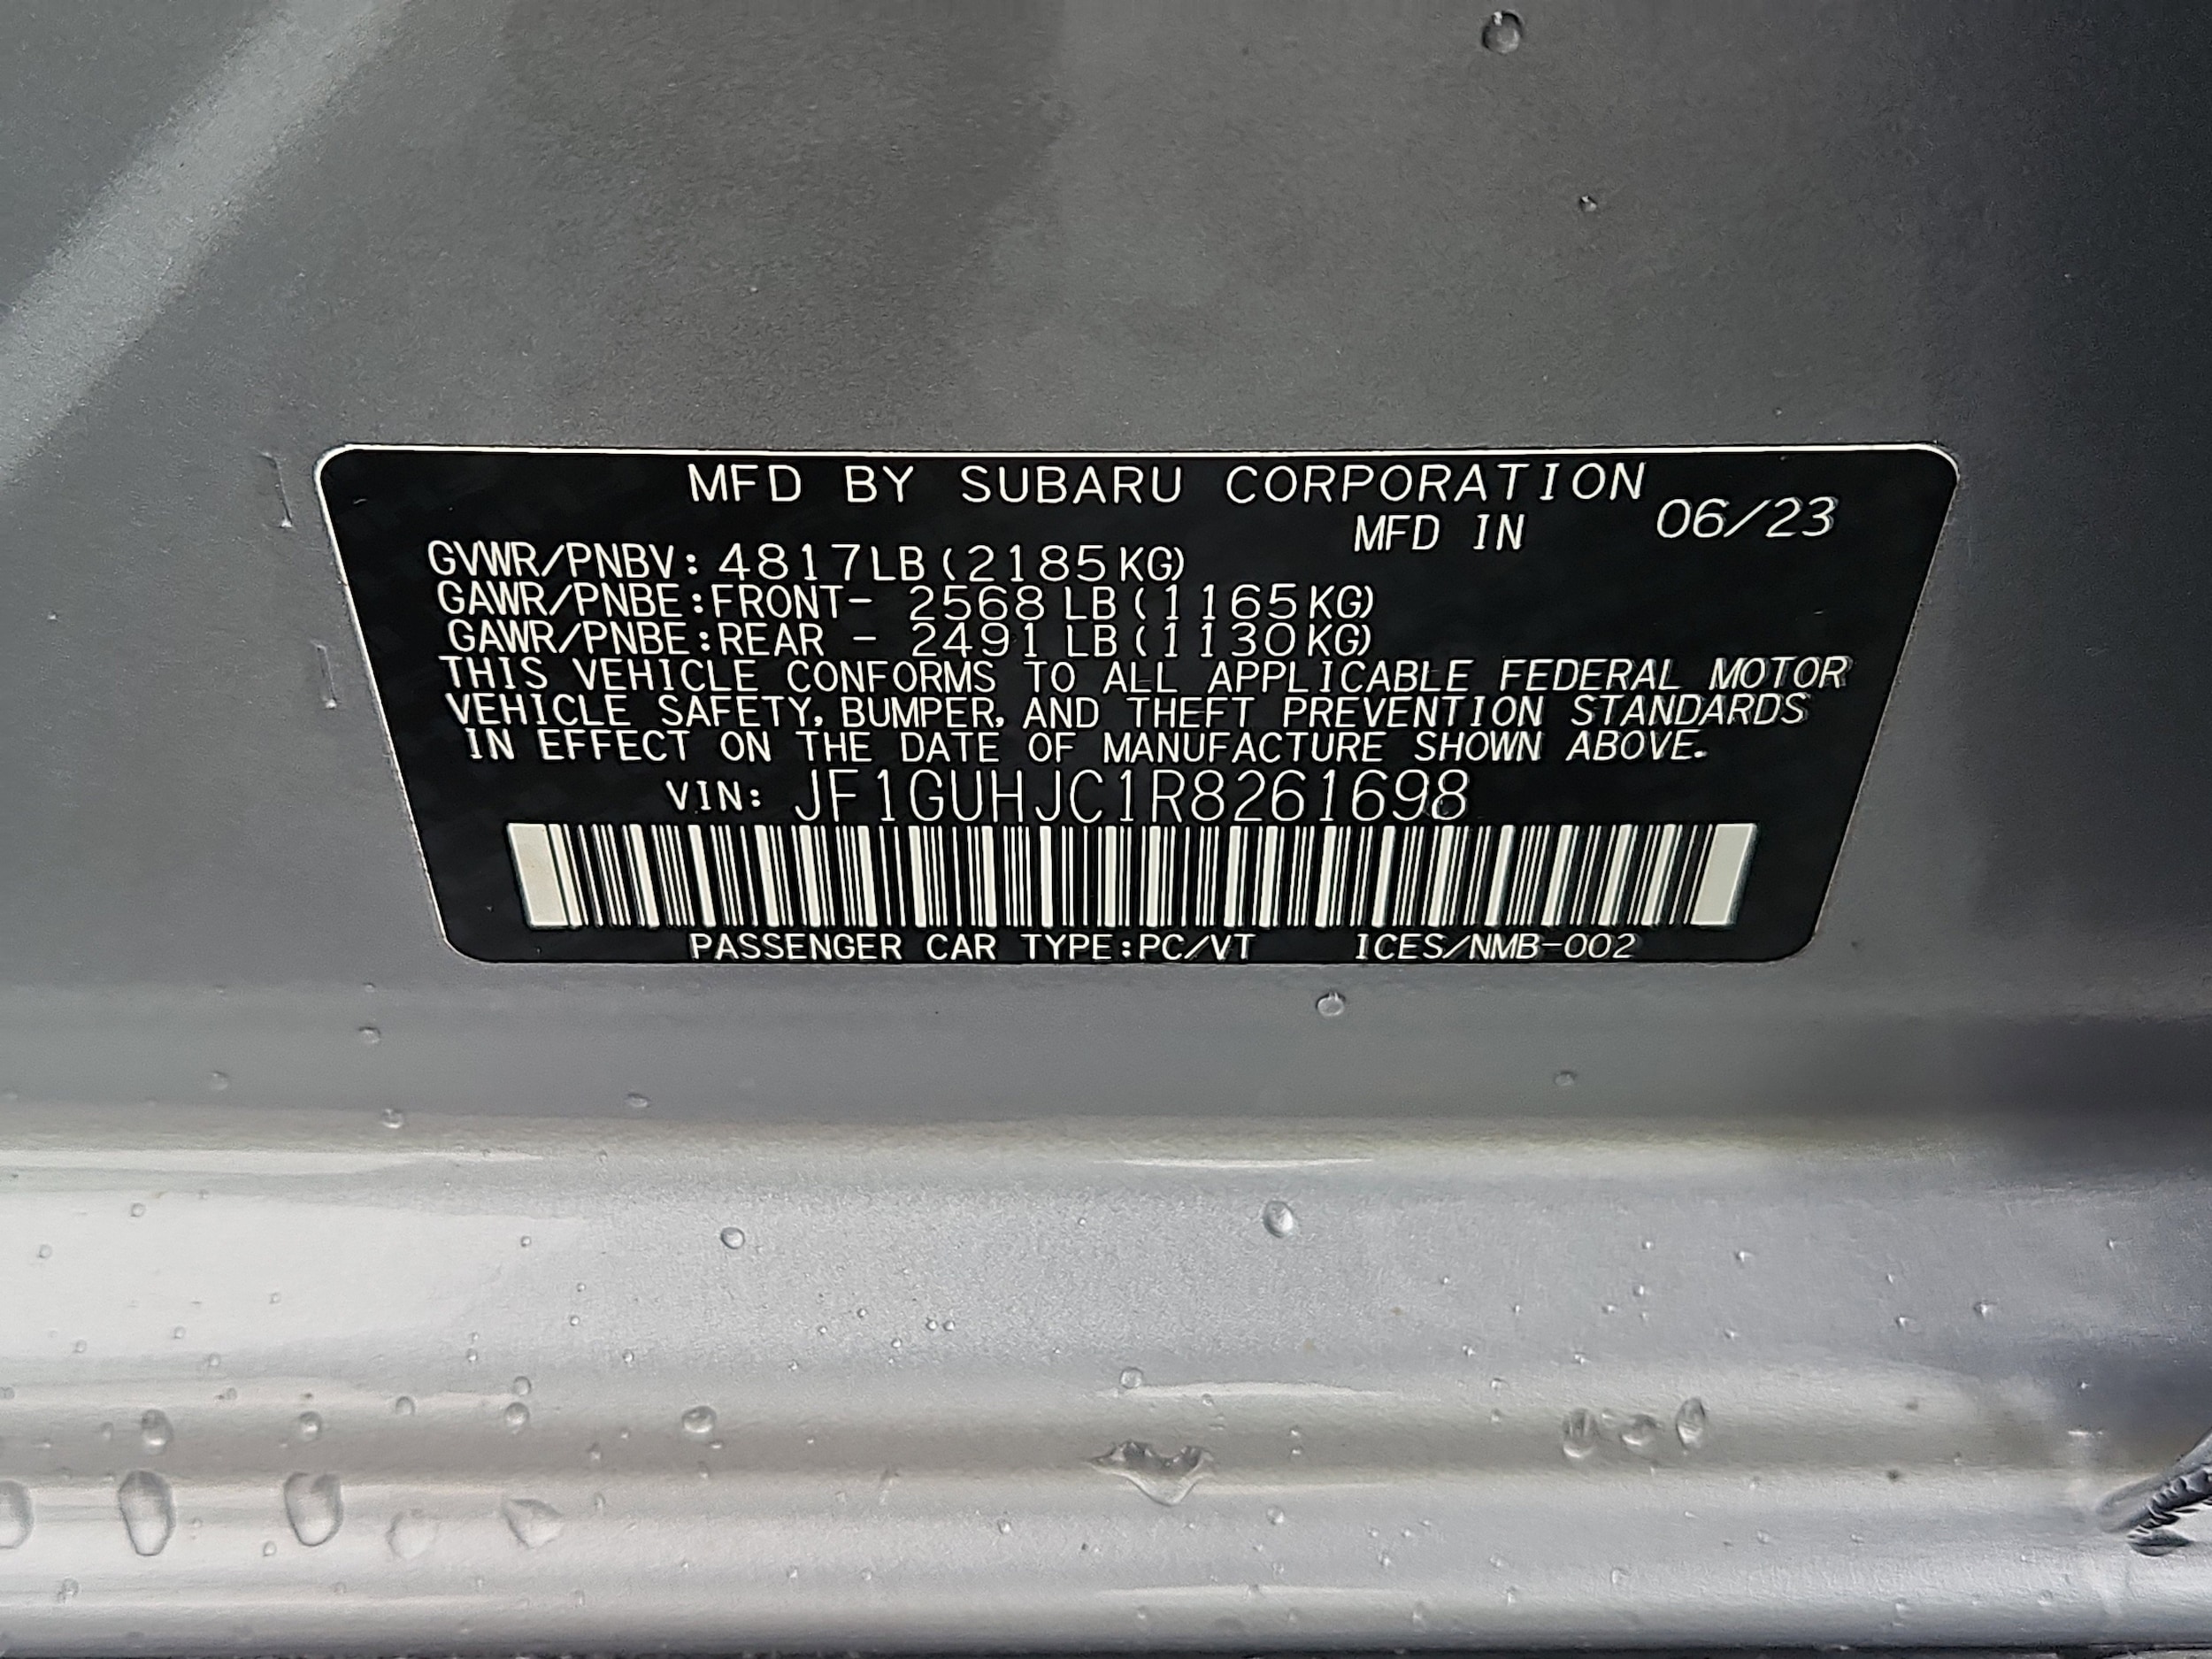 MFD BY SUBARU CORPORATION
MFD IN 06/23
GVWR/PNBV: 4817LB (2185KG)
GAWR/PNBE:FRONT- 2568 LB (1165KG)
GAWR/PNBE:REAR - 2491 LB (1130KG)
THIS VEHICLE CONFORMS TO ALL APPLICABLE FEDERAL MOTOR
VEHICLE SAFETY, BUMPER, AND THEFT PREVENTION STANDARDS
IN EFFECT ON THE DATE OF MANUFACTURE SHOWN ABOVE.
VIN: JF1GUHJC1R8261698
PASSENGER CAR TYPE:PC/VT ICES/NMB-002